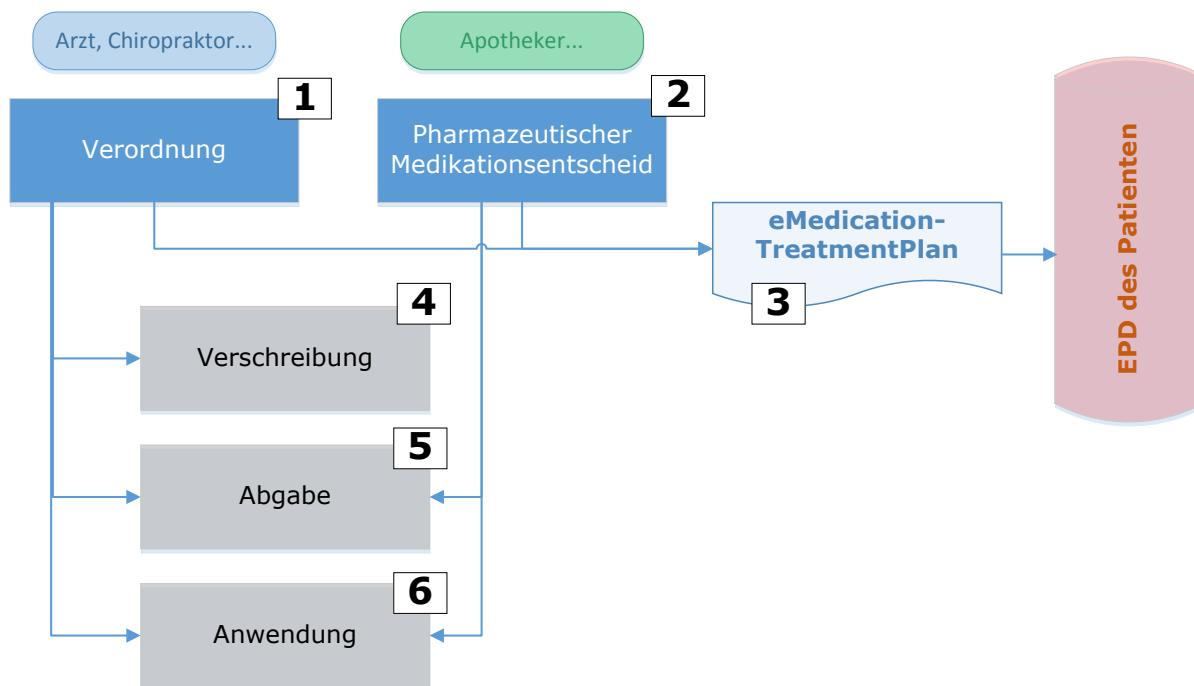 Arzt, Chiropraktor...
Apotheker...
1
Verordnung
2
Pharmazeutischer
Medikationsentscheid
eMedication-
TreatmentPlan
3
EPD des Patienten
4
Verschreibung
5
Abgabe
6
Anwendung